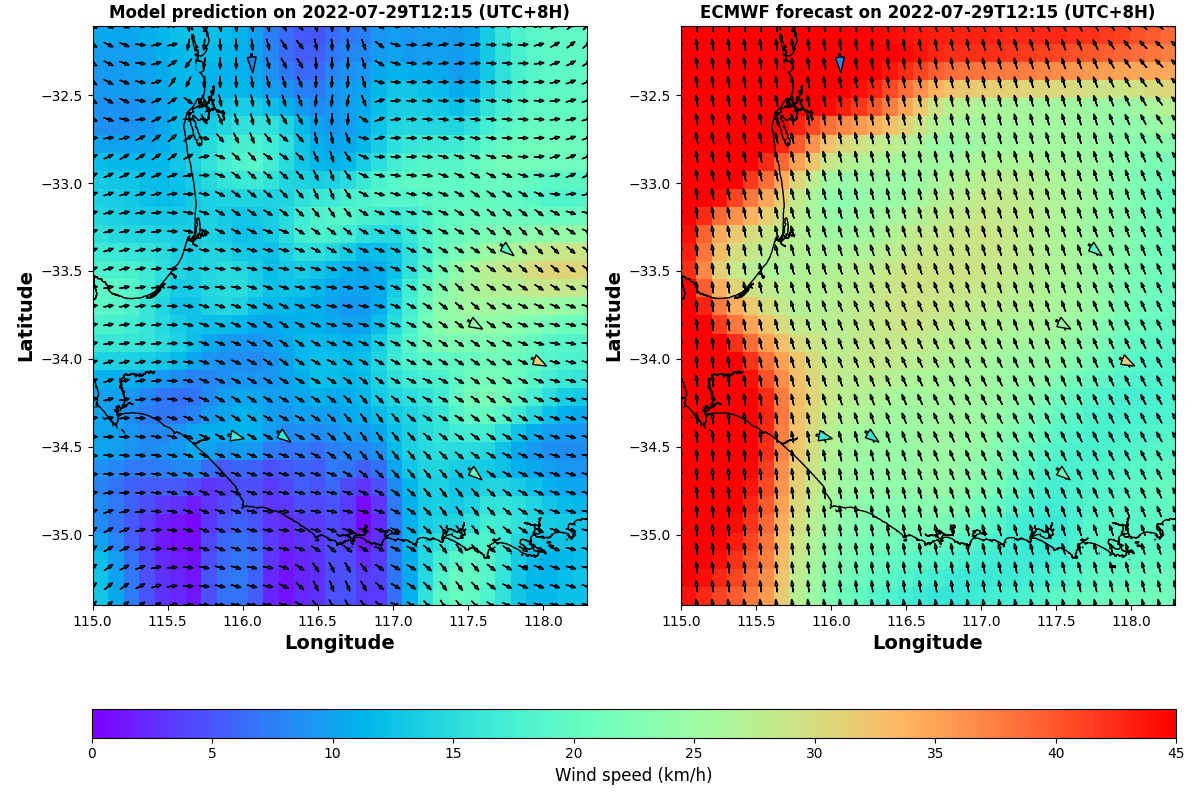 Model prediction on 2022-07-29T12:15 (UTC+8H)
ECMWF forecast on 2022-07-29T12:15 (UTC+8H)
Latitude
−32.5
−33.0
−33.5
−34.0
−34.5
−35.0
115.0 115.5 116.0 116.5 117.0 117.5 118.0
Longitude
Latitude
−32.5
−33.0
−33.5
−34.0
−34.5
−35.0
115.0 115.5 116.0 116.5 117.0 117.5 118.0
Longitude
0 5 10 15 20 25 30 35 40 45
Wind speed (km/h)